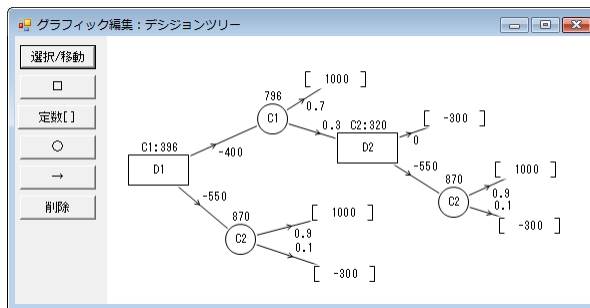 グラフィック編集：デシジョンツリー
選択/移動
□
定数[]
○
→
削除
[ 1000 ]
796
C1
0.7
0.3
C2:320
[ -300 ]
D2
0
C1:396
D1
-400
-550
[ 1000 ]
870
C2
0.9
0.1
[ -300 ]
-550
870
C2
[ 1000 ]
0.9
0.1
[ -300 ]